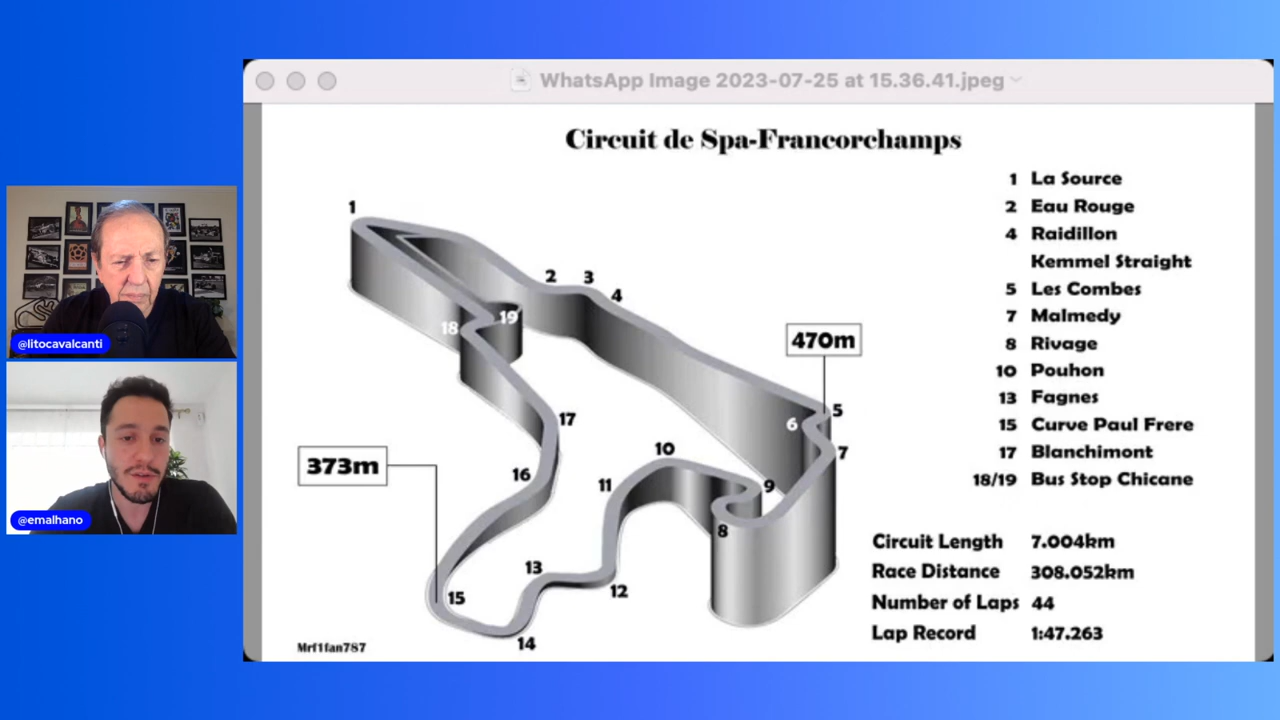 WhatsApp Image 2023-07-25 at 15.36.41.jpeg
Circuit de Spa-Francorchamps
1 La Source
2 Eau Rouge
4 Raidillon
Kemmel Straight
5 Les Combes
7 Malmedy
8 Rivage
10 Pouhon
13 Fagnes
15 Curve Paul Frere
17 Blanchimont
18/19 Bus Stop Chicane
Circuit Length 7.004km
Race Distance 308.052km
Number of Laps 44
Lap Record 1:47.263
1
2
3
4
470m
5
6
7
8
9
10
11
12
13
14
15
373m
16
17
18
19
Mrf1fan787
@litocavalcanti
@emalhano